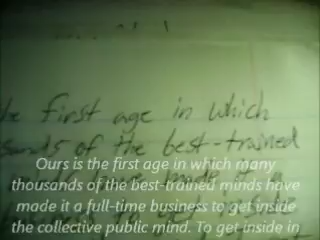 he first age in which
sands of the best-trained
Ours is the first age in which many
thousands of the best-trained minds have
made it a full-time business to get inside
the collective public mind. To get inside in